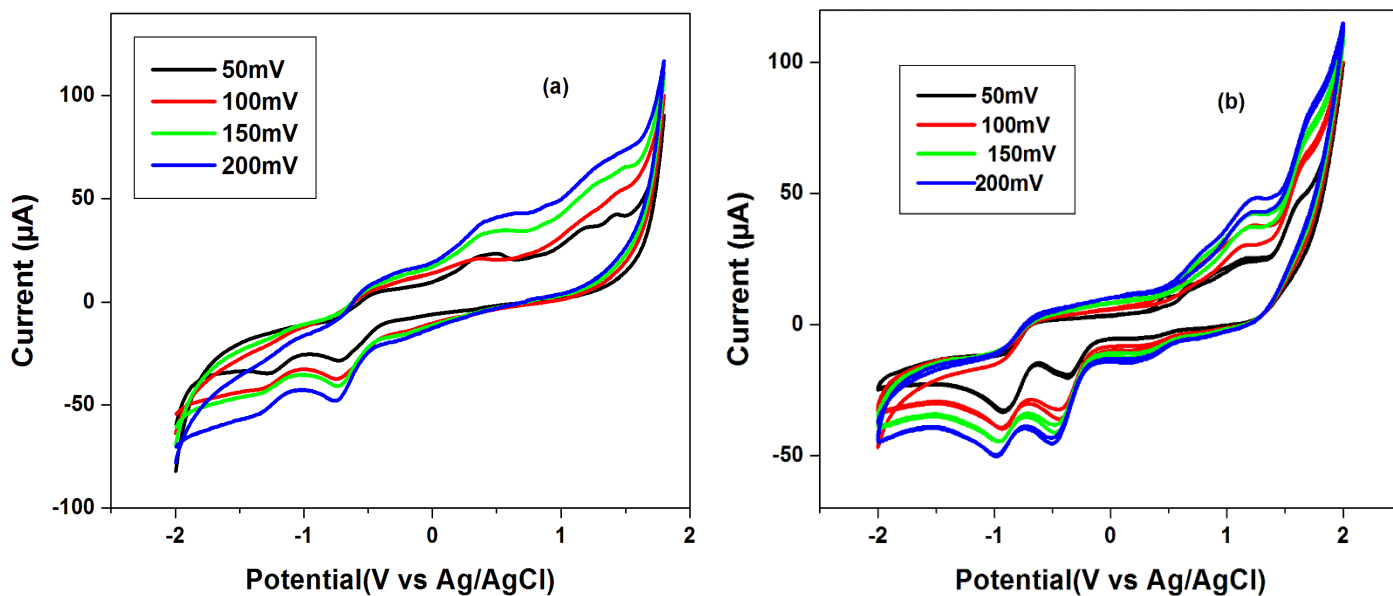 (a)
50mV
100mV
150mV
200mV
Current (µA)
100
50
0
-50
-100
-2
-1
0
1
2
Potential(V vs Ag/AgCl)
(b)
50mV
100mV
150mV
200mV
Current (µA)
100
50
0
-50
-2
-1
0
1
2
Potential(V vs Ag/AgCl)